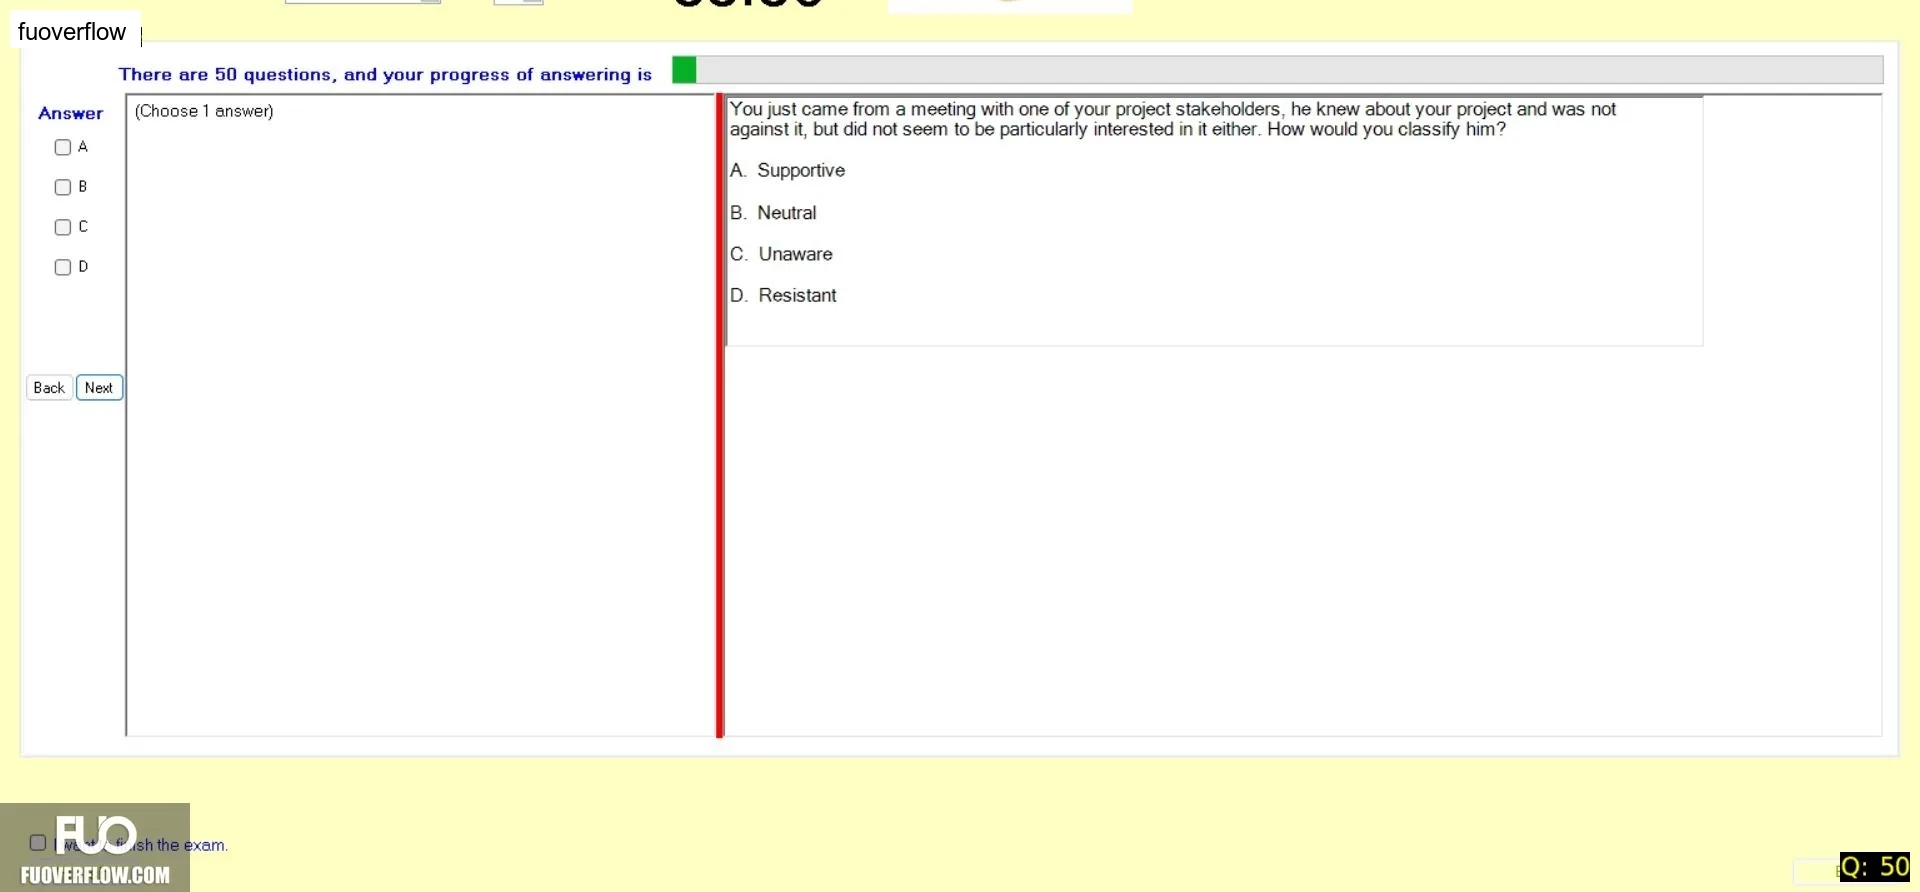 fuoverflow
There are 50 questions, and your progress of answering is
Answer
(Choose 1 answer)
A
B
C
D
Back Next
You just came from a meeting with one of your project stakeholders, he knew about your project and was not
against it, but did not seem to be particularly interested in it either. How would you classify him?
A. Supportive
B. Neutral
C. Unaware
D. Resistant
I want finish the exam.
FUO
FUOVERFLOW.COM
Q: 50